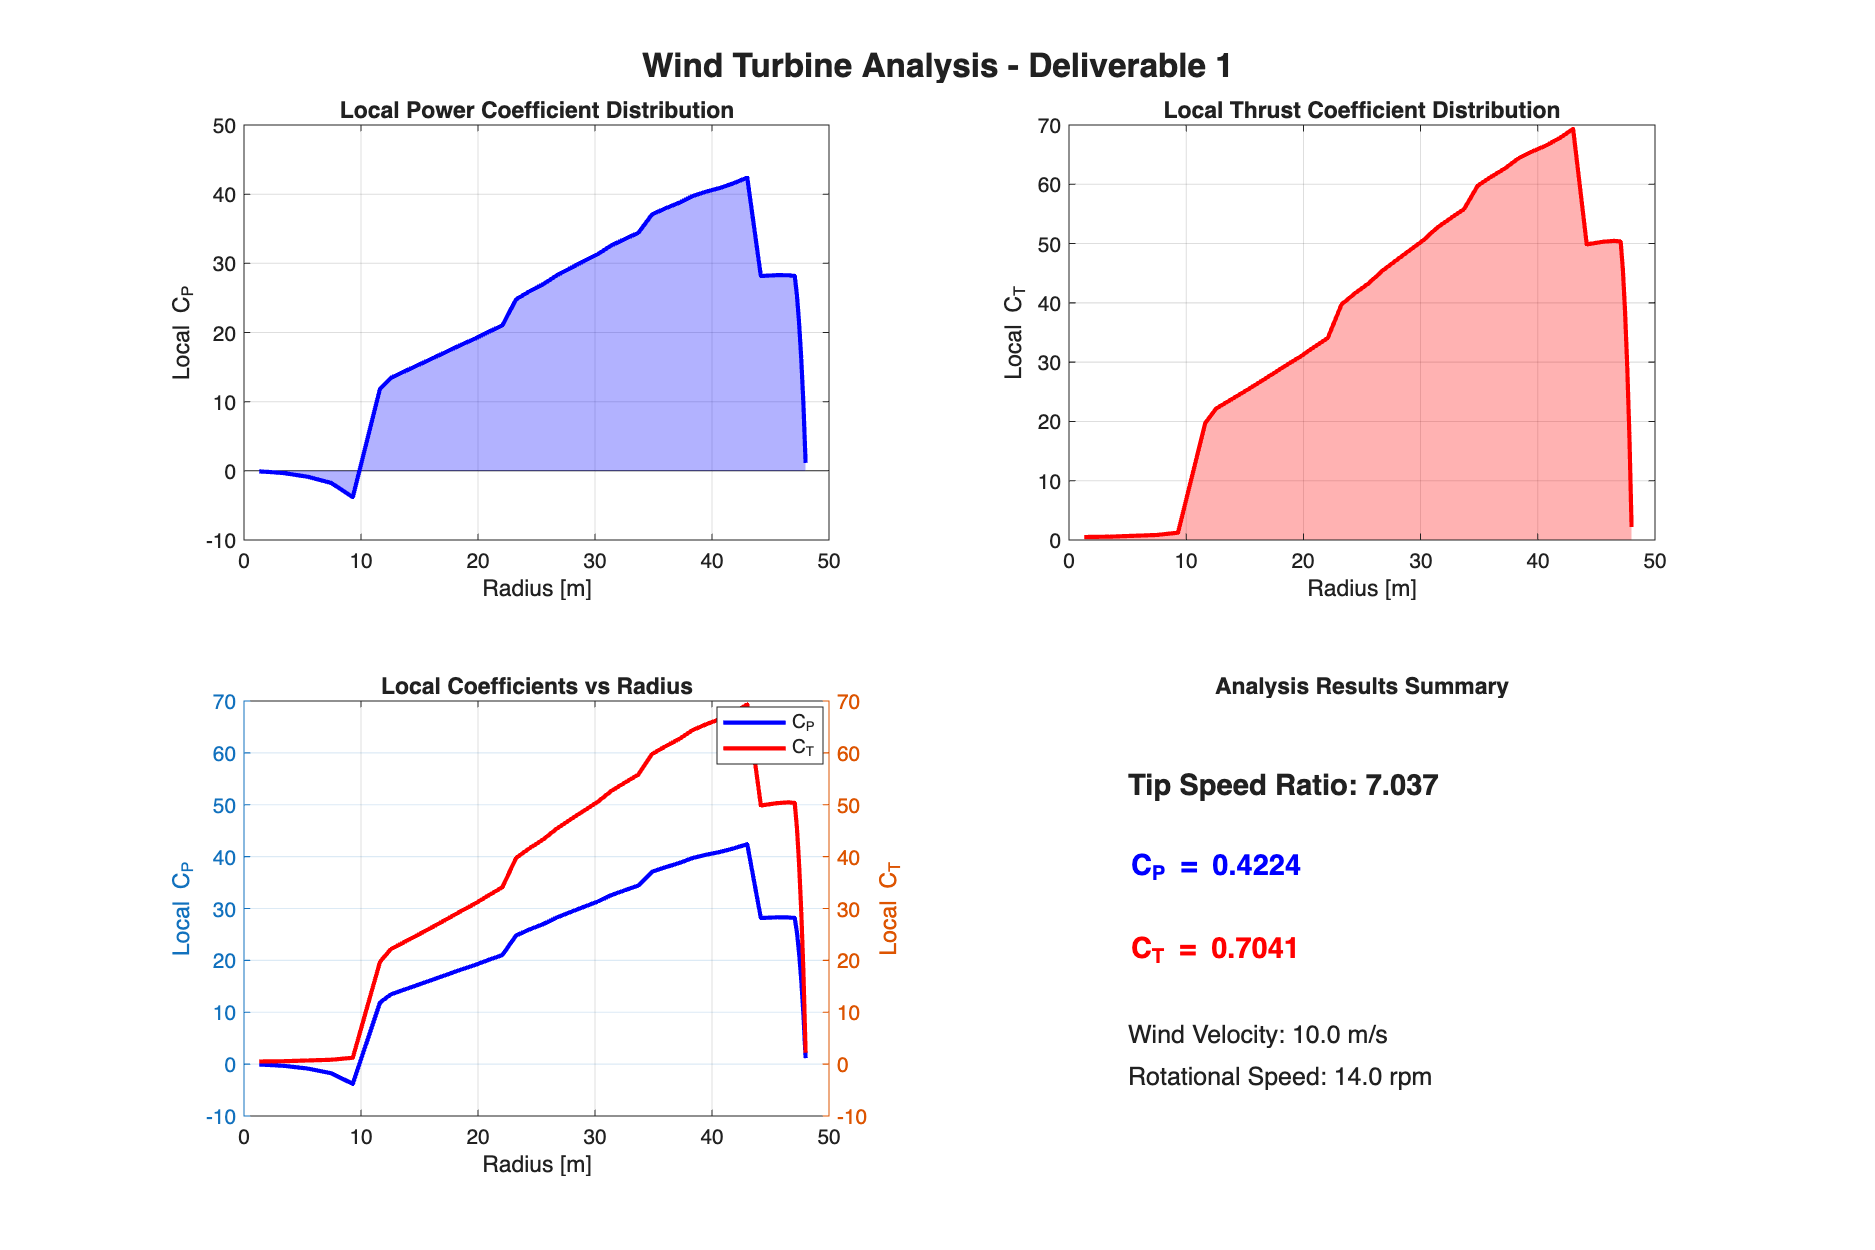 Wind Turbine Analysis - Deliverable 1
Local Power Coefficient Distribution
50
40
30
20
10
0
-10
Local C_P
0 10 20 30 40 50
Radius [m]
Local Thrust Coefficient Distribution
70
60
50
40
30
20
10
0
Local C_T
0 10 20 30 40 50
Radius [m]
Local Coefficients vs Radius
70
60
50
40
30
20
10
0
-10
Local C_P
C_P
C_T
70
60
50
40
30
20
10
0
-10
Local C_T
0 10 20 30 40 50
Radius [m]
Analysis Results Summary
Tip Speed Ratio: 7.037
C_P = 0.4224
C_T = 0.7041
Wind Velocity: 10.0 m/s
Rotational Speed: 14.0 rpm